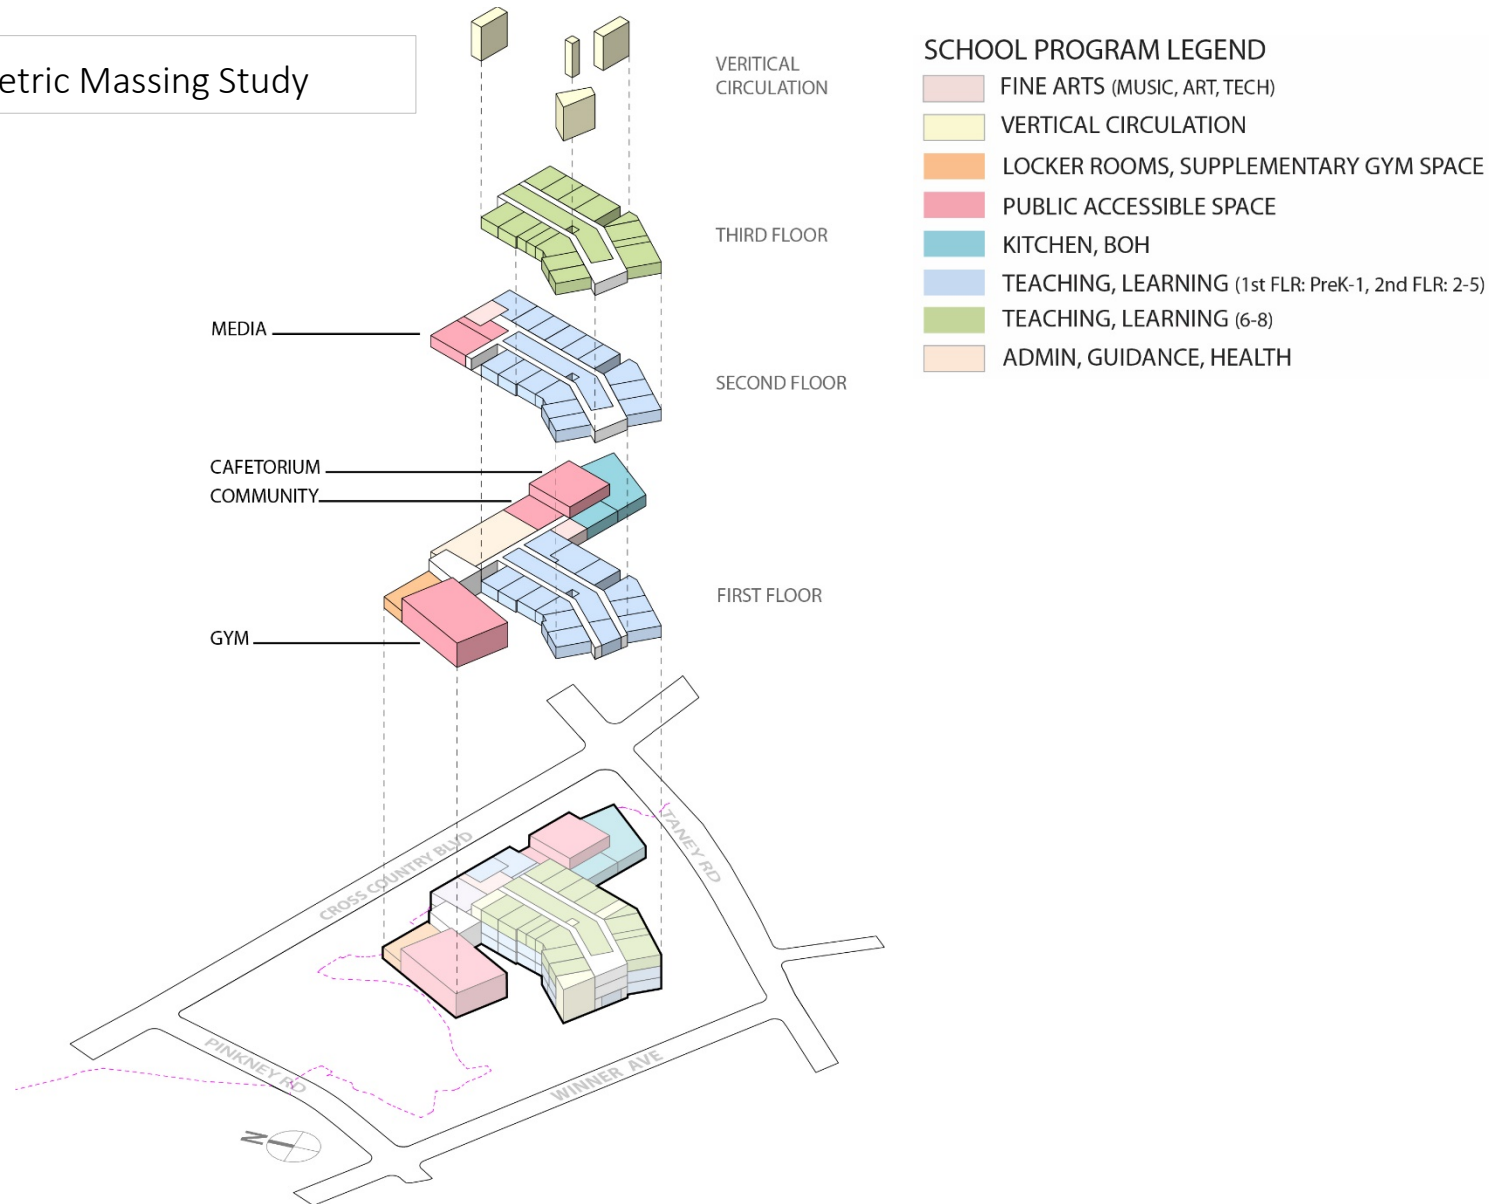 etric Massing Study
VERITICAL
CIRCULATION
THIRD FLOOR
MEDIA
SECOND FLOOR
CAFETORIUM
COMMUNITY
FIRST FLOOR
GYM
SCHOOL PROGRAM LEGEND
FINE ARTS (MUSIC, ART, TECH)
VERTICAL CIRCULATION
LOCKER ROOMS, SUPPLEMENTARY GYM SPACE
PUBLIC ACCESSIBLE SPACE
KITCHEN, BOH
TEACHING, LEARNING (1st FLR: PreK-1, 2nd FLR: 2-5)
TEACHING, LEARNING (6-8)
ADMIN, GUIDANCE, HEALTH
CROSS COUNTRY BLVD
TANEY RD
PINKNEY RD
WINNER AVE
N